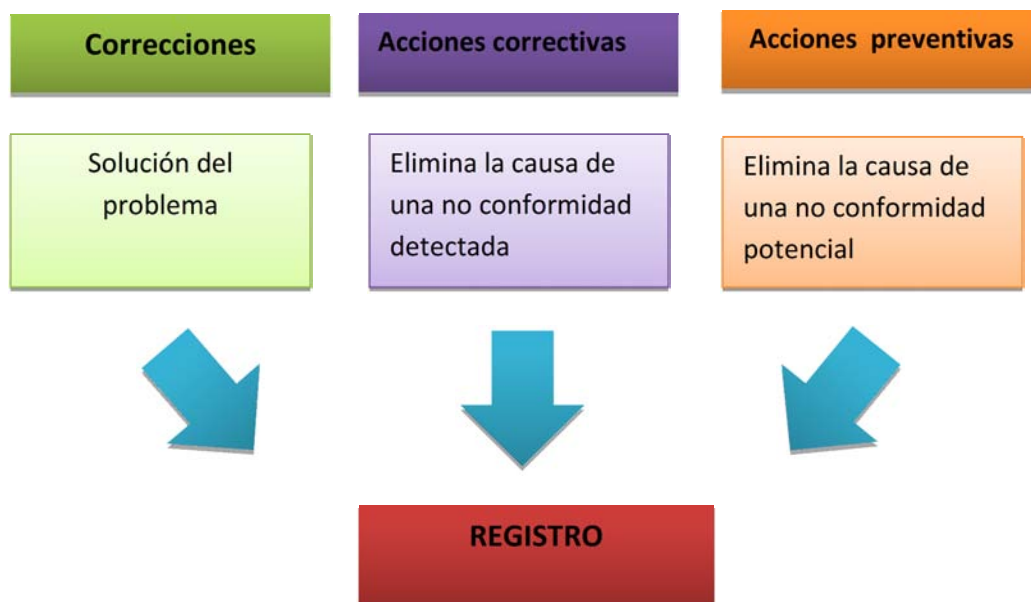 Correcciones
Acciones correctivas
Acciones preventivas
Solución del
problema
Elimina la causa de
una no conformidad
detectada
Elimina la causa de
una no conformidad
potencial
REGISTRO